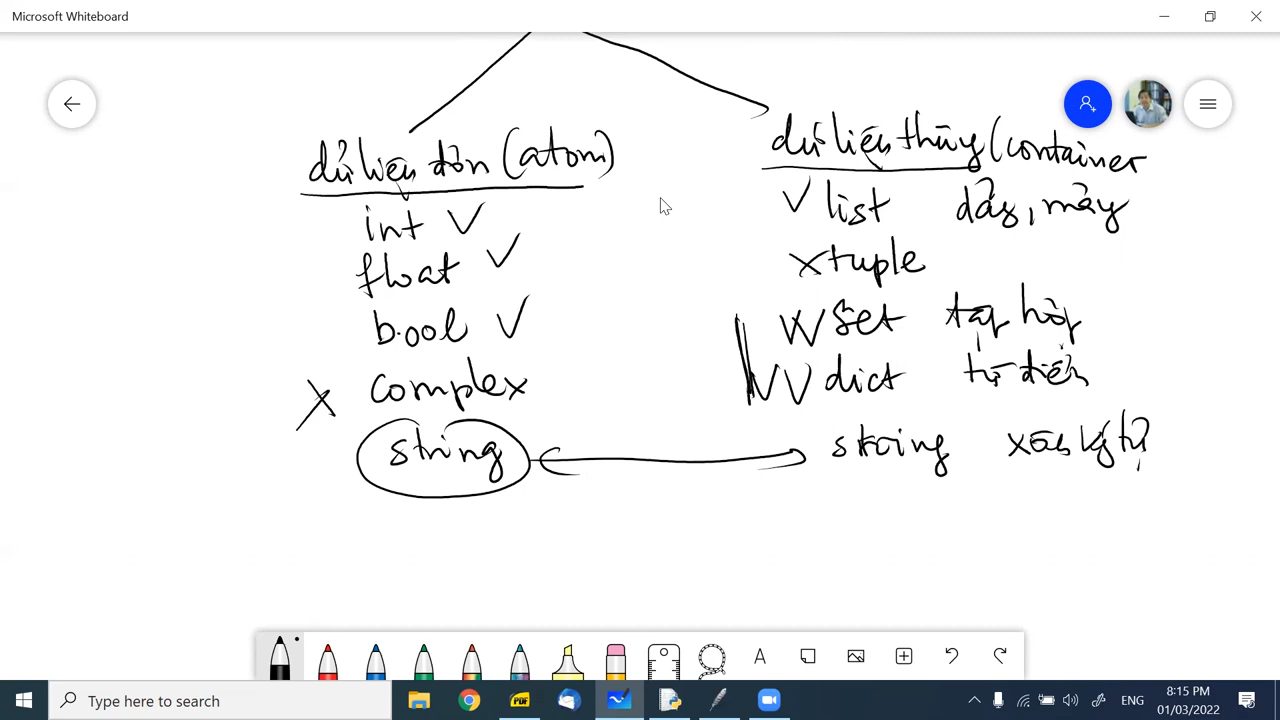 Microsoft Whiteboard
dữ liệu đơn (atom)
int
float
bool
complex
string
dữ liệu thùng (container
list dãy, mảng
tuple
set tập hợp
dict từ điển
string xâu ký tự
Type here to search
PDF
ENG
8:15 PM
01/03/2022